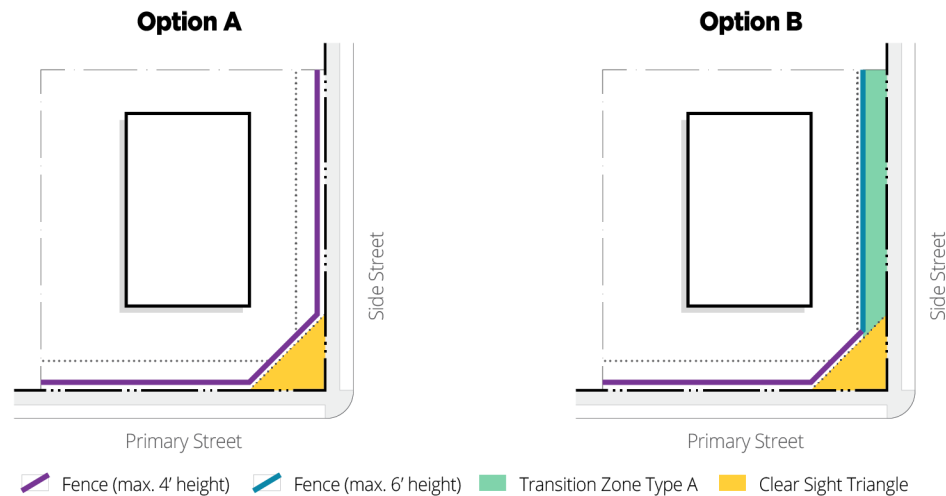 Option A
Option B
Side Street
Side Street
Primary Street
Primary Street
Fence (max. 4' height)
Fence (max. 6' height)
Transition Zone Type A
Clear Sight Triangle